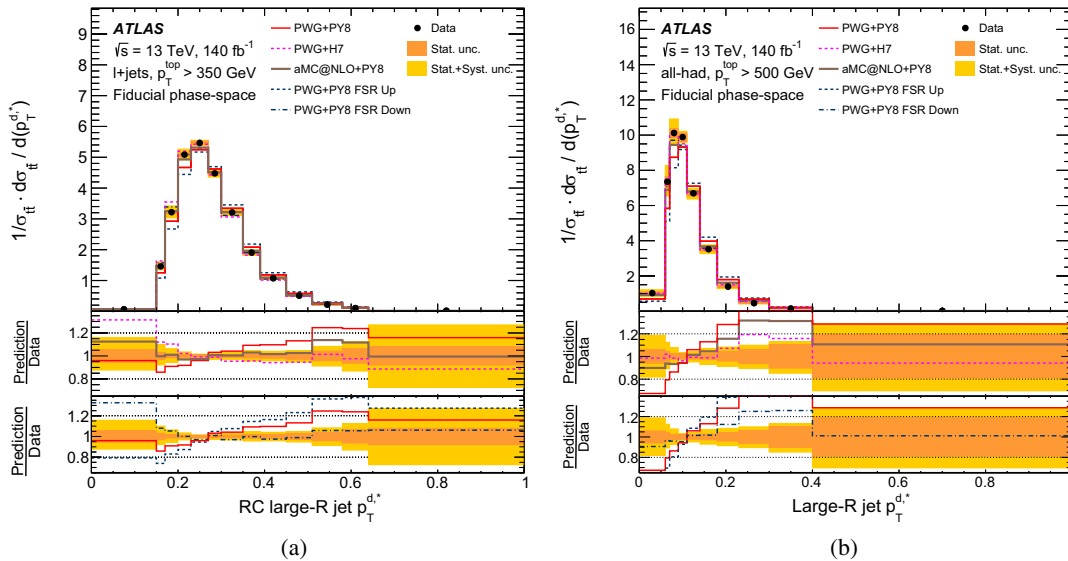 ATLAS
√s = 13 TeV, 140 fb⁻¹
l+jets, p_T^top > 350 GeV
Fiducial phase-space
PWG+PY8
PWG+H7
aMC@NLO+PY8
PWG+PY8 FSR Up
PWG+PY8 FSR Down
Data
Stat. unc.
Stat.+Syst. unc.
1/σ_tt̄ · dσ_tt̄ / d(p_T^{d,*})
9
8
7
6
5
4
3
2
1
Prediction
Data
1.2
1
0.8
Prediction
Data
1.2
1
0.8
0 0.2 0.4 0.6 0.8 1
RC large-R jet p_T^{d,*}
(a)
ATLAS
√s = 13 TeV, 140 fb⁻¹
all-had, p_T^top > 500 GeV
Fiducial phase-space
PWG+PY8
PWG+H7
aMC@NLO+PY8
PWG+PY8 FSR Up
PWG+PY8 FSR Down
Data
Stat. unc.
Stat.+Syst. unc.
1/σ_tt̄ · dσ_tt̄ / d(p_T^{d,*})
16
14
12
10
8
6
4
2
Prediction
Data
1.2
1
0.8
Prediction
Data
1.2
1
0.8
0 0.2 0.4 0.6 0.8
Large-R jet p_T^{d,*}
(b)